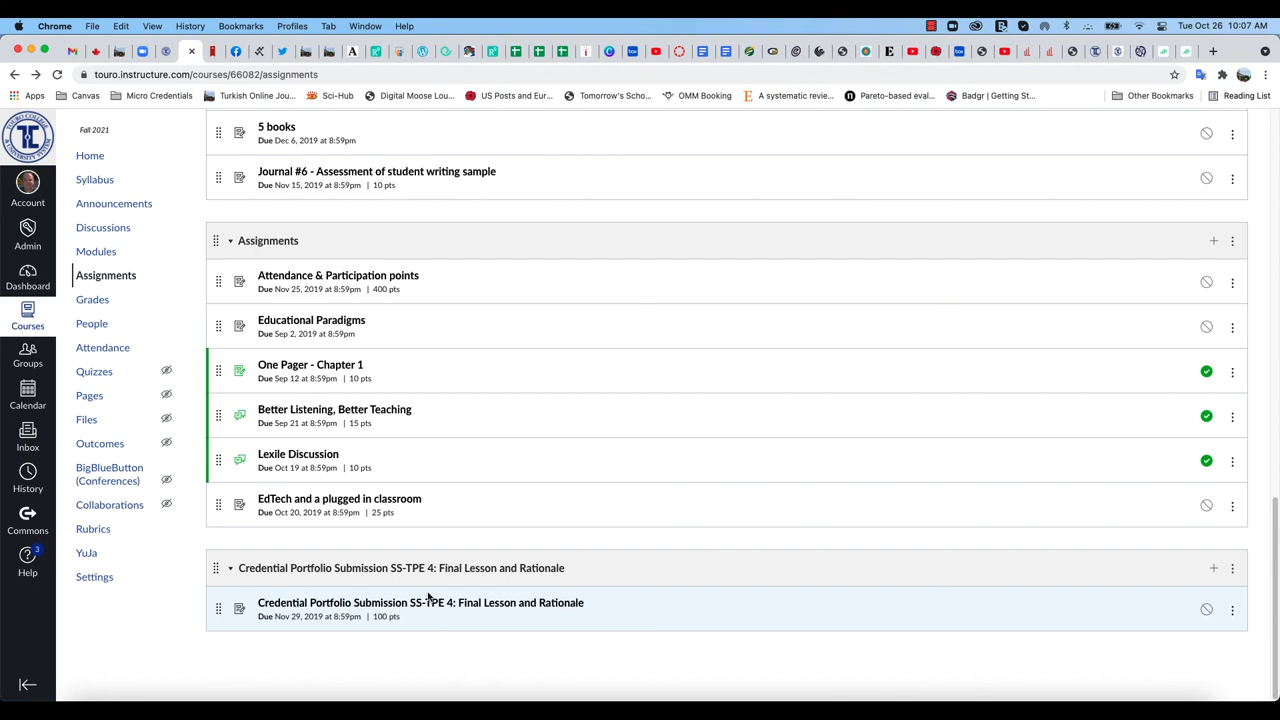 Chrome File Edit View History Bookmarks Profiles Tab Window Help Tue Oct 26 10:07 AM
touro.instructure.com/courses/66082/assignments
Apps Canvas Micro Credentials Turkish Online Jou... Sci-Hub Digital Moose Lou... US Posts and Eur... Tomorrow's Scho... OMM Booking A systematic revie... Pareto-based eval... Badgr | Getting St... Other Bookmarks Reading List
Account
Admin
Dashboard
Courses
Groups
Calendar
Inbox
History
Commons
3
Help
Fall 2021
Home
Syllabus
Announcements
Discussions
Modules
Assignments
Grades
People
Attendance
Quizzes
Pages
Files
Outcomes
BigBlueButton
(Conferences)
Collaborations
Rubrics
YuJa
Settings
5 books
Due Dec 6, 2019 at 8:59pm
Journal #6 - Assessment of student writing sample
Due Nov 15, 2019 at 8:59pm | 10 pts
Assignments
Attendance & Participation points
Due Nov 25, 2019 at 8:59pm | 400 pts
Educational Paradigms
Due Sep 2, 2019 at 8:59pm
One Pager - Chapter 1
Due Sep 12 at 8:59pm | 10 pts
Better Listening, Better Teaching
Due Sep 21 at 8:59pm | 15 pts
Lexile Discussion
Due Oct 19 at 8:59pm | 10 pts
EdTech and a plugged in classroom
Due Oct 20, 2019 at 8:59pm | 25 pts
Credential Portfolio Submission SS-TPE 4: Final Lesson and Rationale
Credential Portfolio Submission SS-TPE 4: Final Lesson and Rationale
Due Nov 29, 2019 at 8:59pm | 100 pts